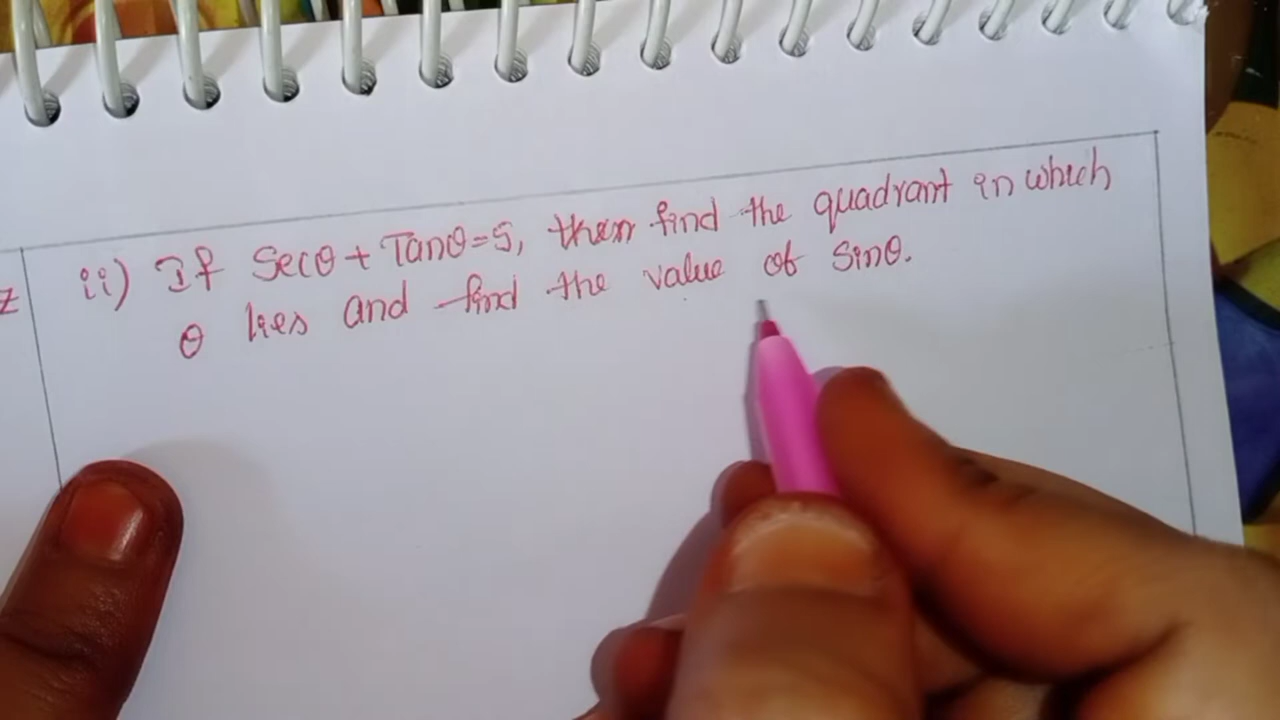 ii) If Secθ + Tanθ=5, then find the quadrant in which
θ lies and find the value of Sinθ.